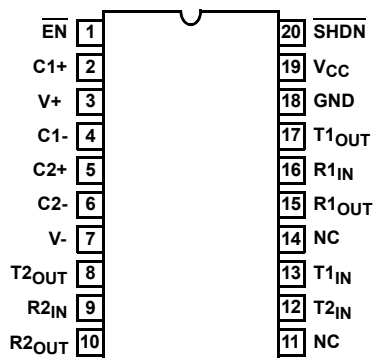 EN 1 20 SHDN
C1+ 2 19 VCC
V+ 3 18 GND
C1- 4 17 T1OUT
C2+ 5 16 R1IN
C2- 6 15 R1OUT
V- 7 14 NC
T2OUT 8 13 T1IN
R2IN 9 12 T2IN
R2OUT 10 11 NC